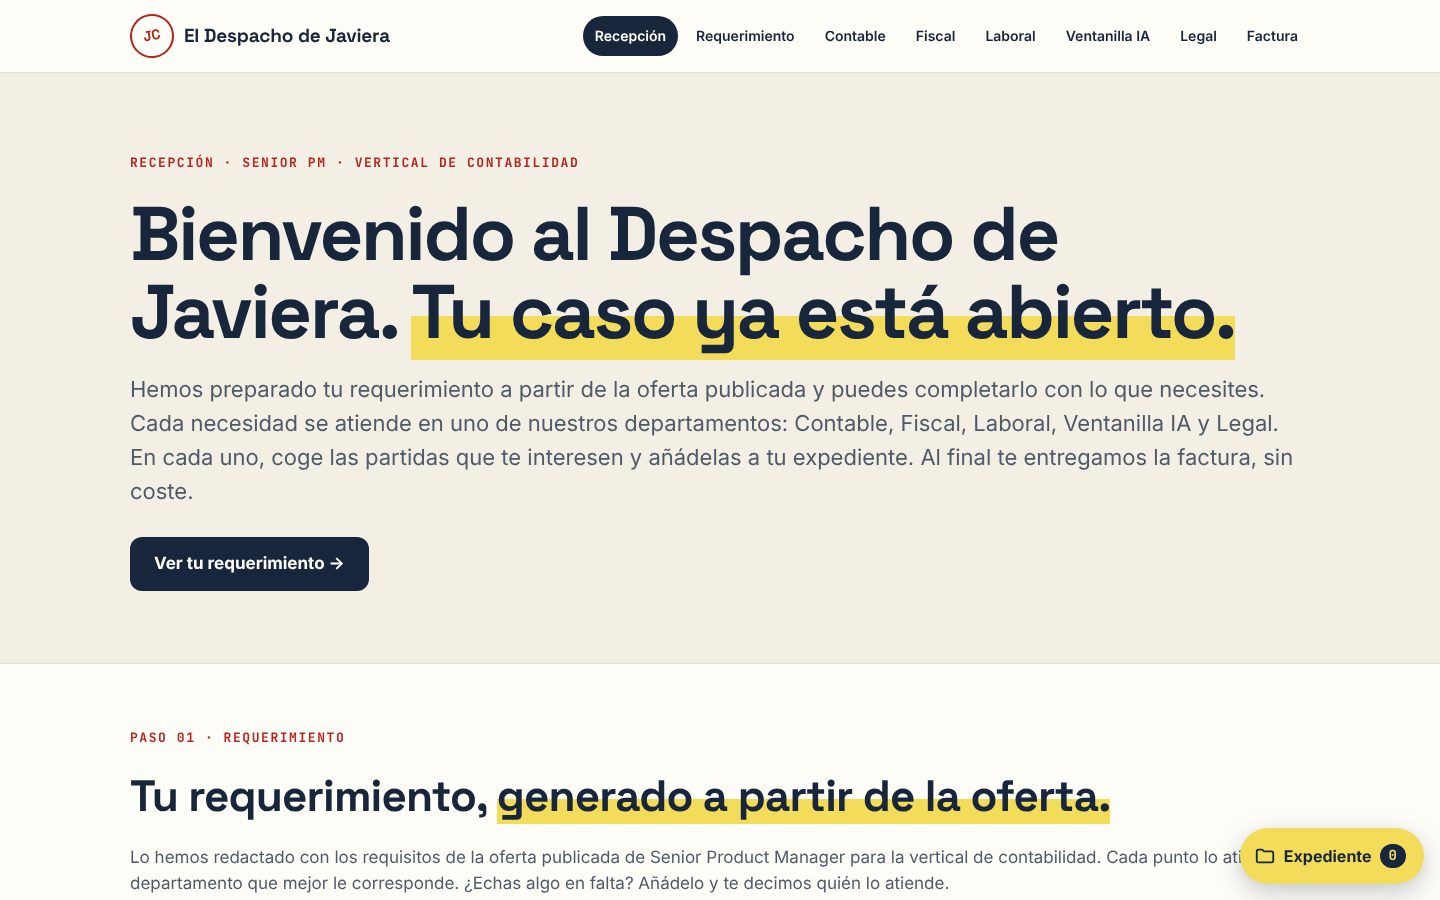 JC
El Despacho de Javiera
Recepción
Requerimiento
Contable
Fiscal
Laboral
Ventanilla IA
Legal
Factura
RECEPCIÓN · SENIOR PM · VERTICAL DE CONTABILIDAD
Bienvenido al Despacho de
Javiera. Tu caso ya está abierto.
Hemos preparado tu requerimiento a partir de la oferta publicada y puedes completarlo con lo que necesites.
Cada necesidad se atiende en uno de nuestros departamentos: Contable, Fiscal, Laboral, Ventanilla IA y Legal.
En cada uno, coge las partidas que te interesen y añádelas a tu expediente. Al final te entregamos la factura, sin
coste.
Ver tu requerimiento →
PASO 01 · REQUERIMIENTO
Tu requerimiento, generado a partir de la oferta.
Lo hemos redactado con los requisitos de la oferta publicada de Senior Product Manager para la vertical de contabilidad. Cada punto lo
departamento que mejor le corresponde. ¿Echas algo en falta? Añádelo y te decimos quién lo atiende.
Expediente 0